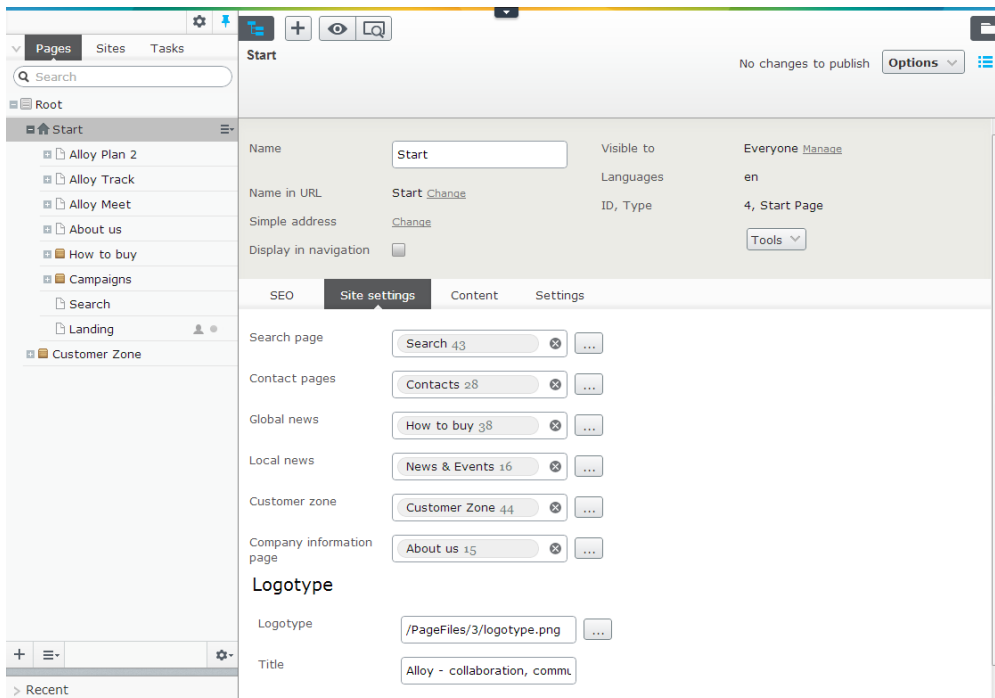 Pages Sites Tasks
Search
Root
Start
Alloy Plan 2
Alloy Track
Alloy Meet
About us
How to buy
Campaigns
Search
Landing
Customer Zone
Recent
Start
No changes to publish Options
Name Start
Name in URL Start Change
Simple address Change
Display in navigation
Visible to Everyone Manage
Languages en
ID, Type 4, Start Page
Tools
SEO Site settings Content Settings
Search page Search 43 ...
Contact pages Contacts 28 ...
Global news How to buy 38 ...
Local news News & Events 16 ...
Customer zone Customer Zone 44 ...
Company information
page About us 15 ...
Logotype
Logotype /PageFiles/3/logotype.png ...
Title Alloy - collaboration, commu